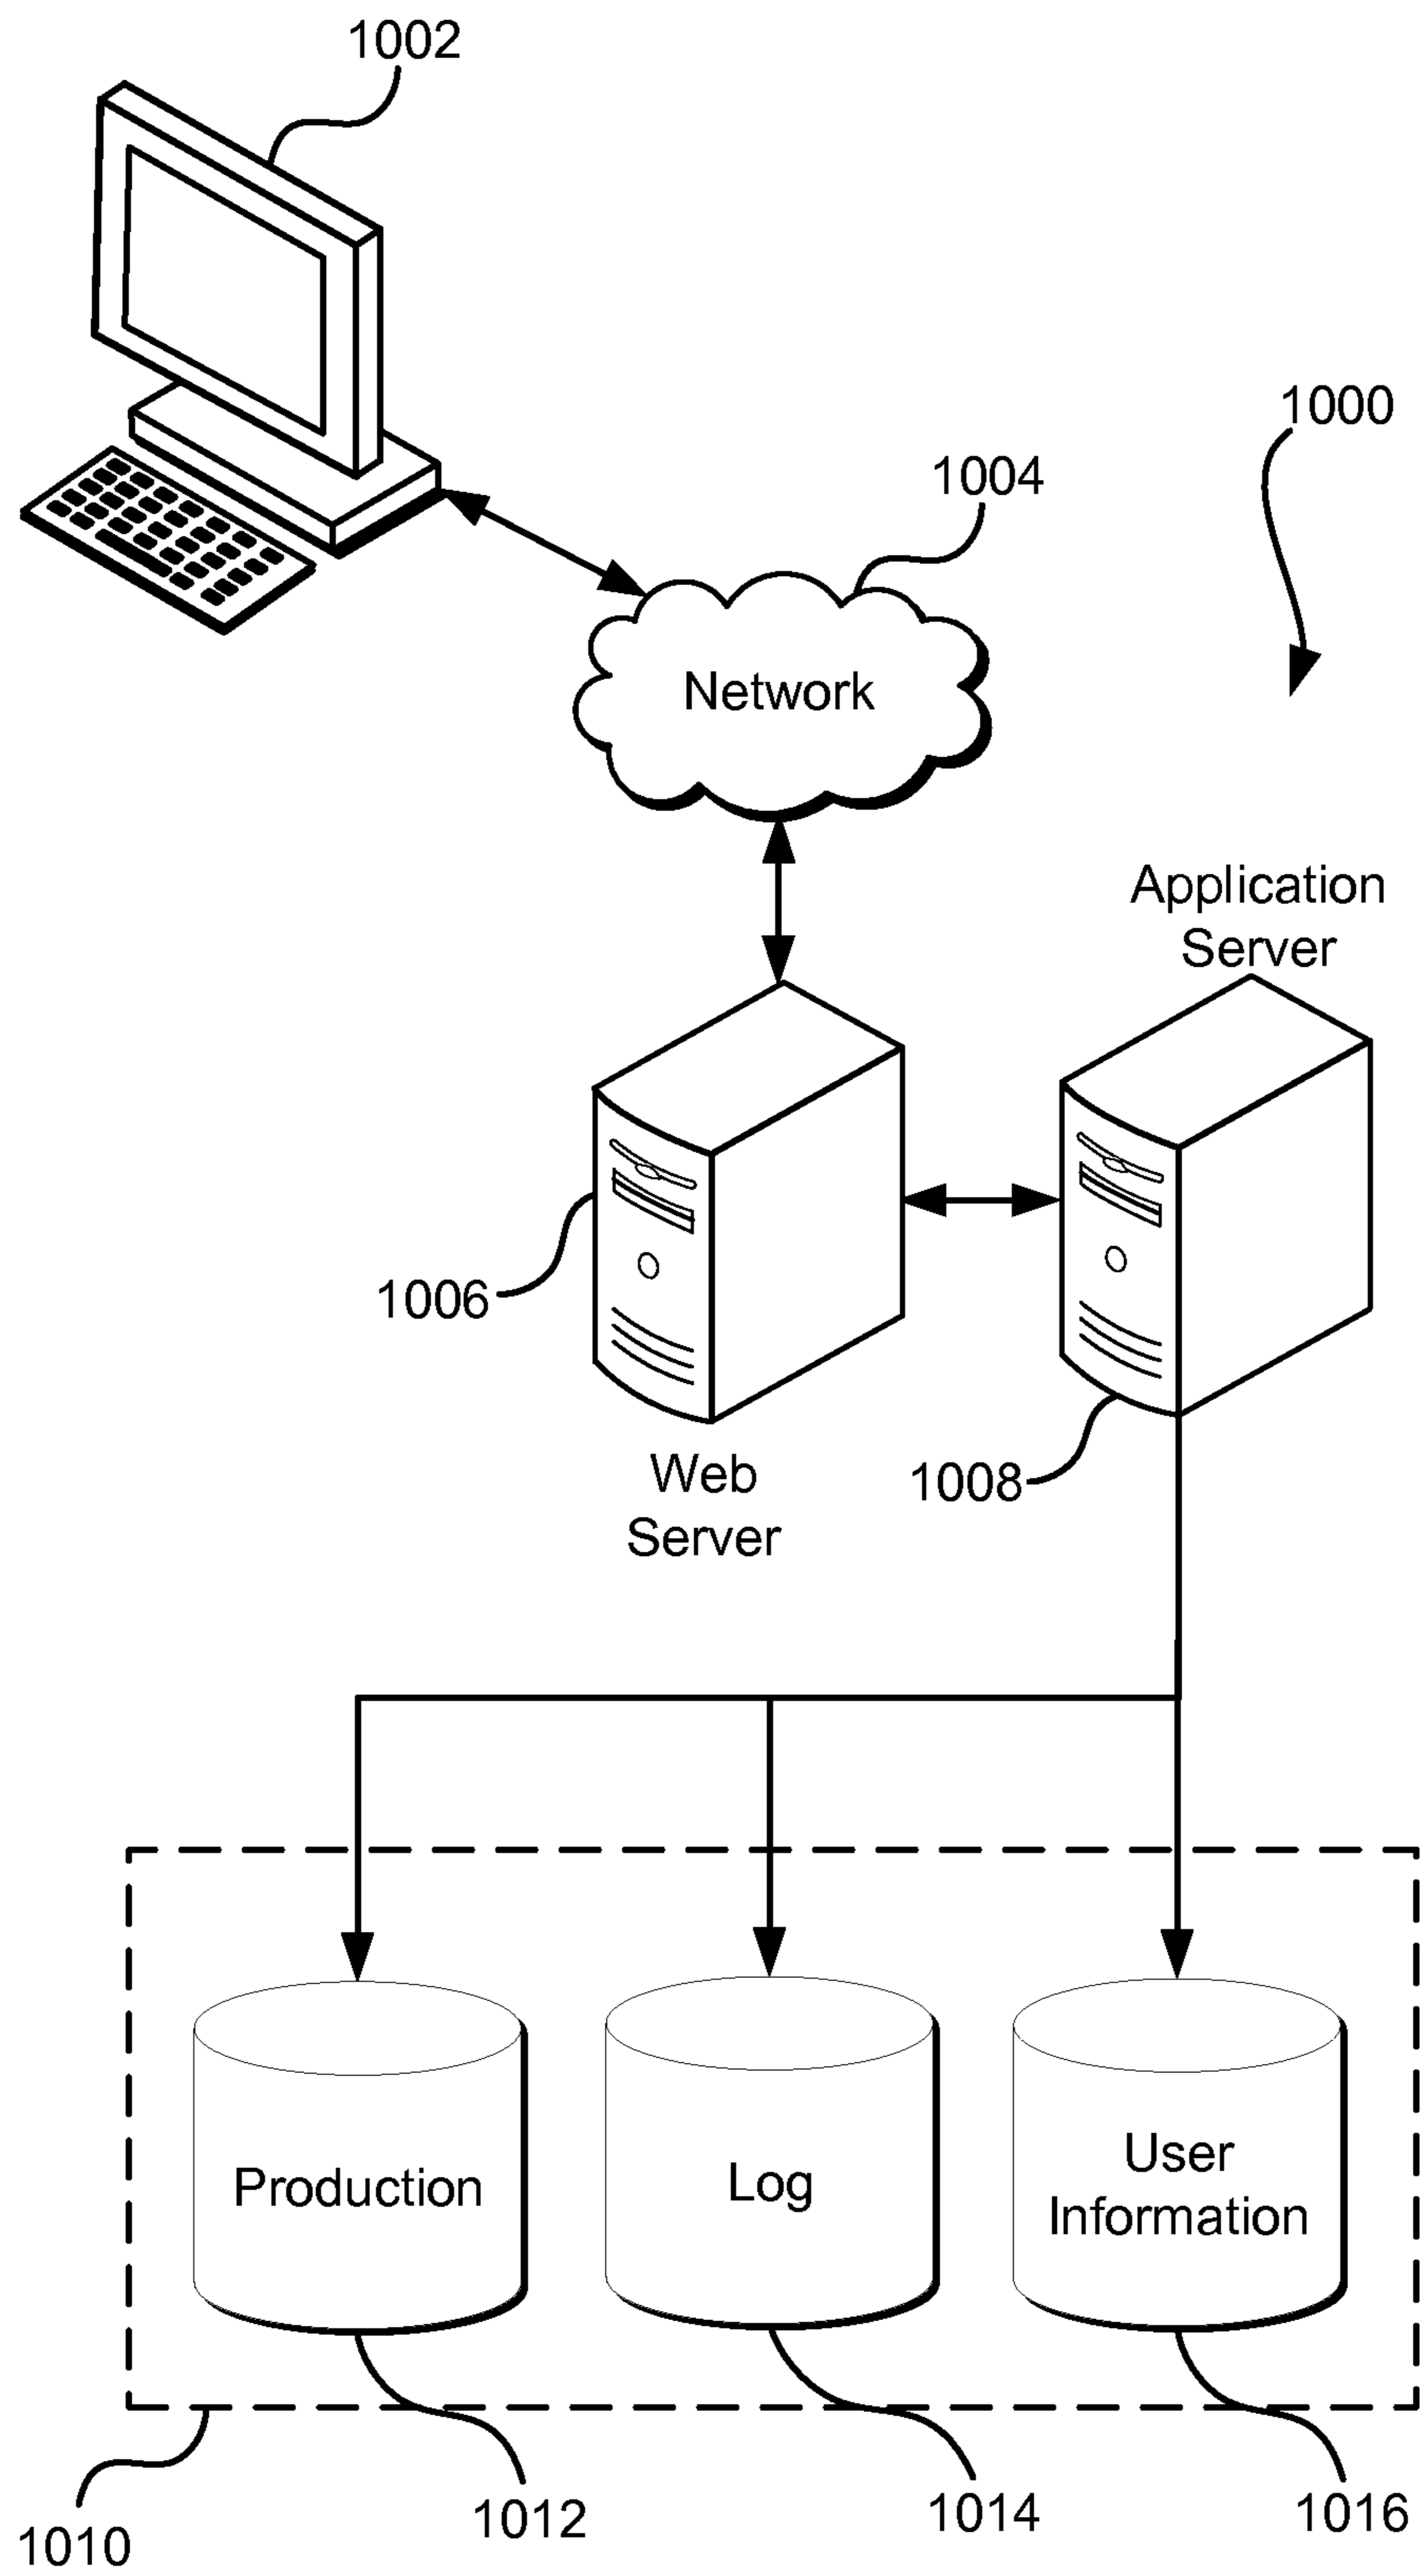 1002
1000
1004
Network
Application
Server
1006
1008
Web
Server
Production
Log
User
Information
1010
1012
1014
1016